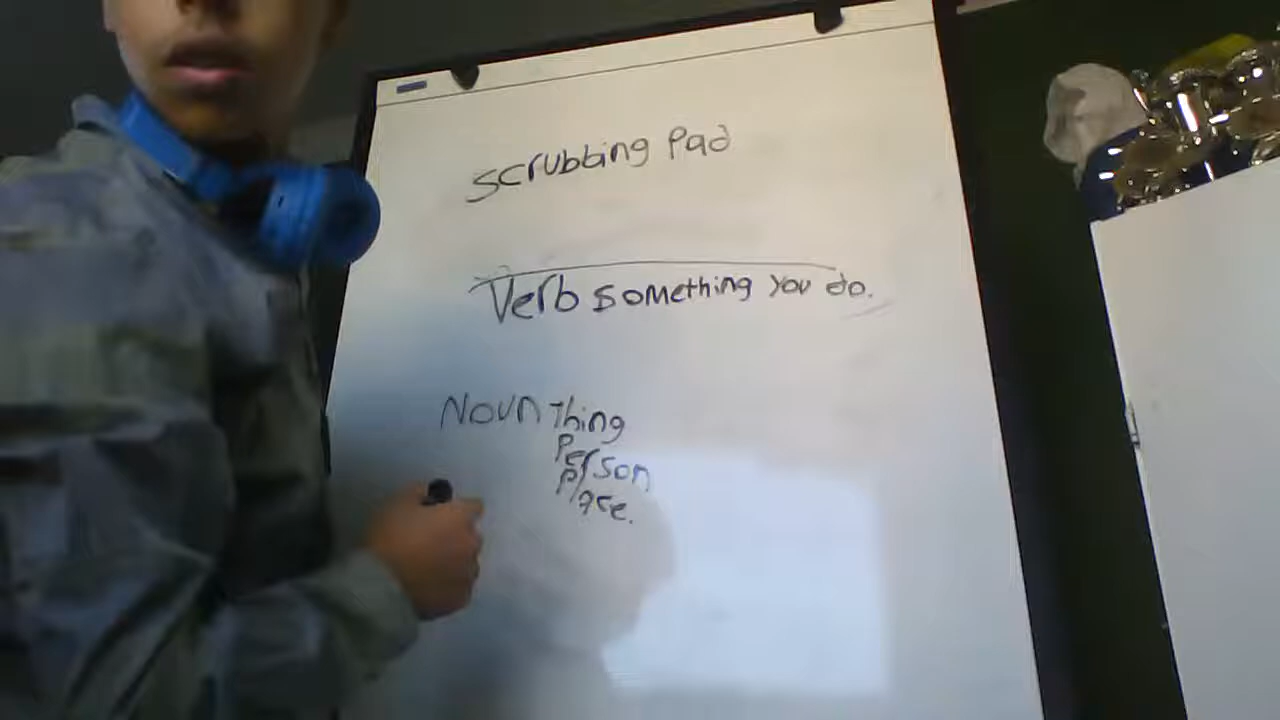 Scrubbing Pad
Verb something you do.
Noun Thing
Person
Place.